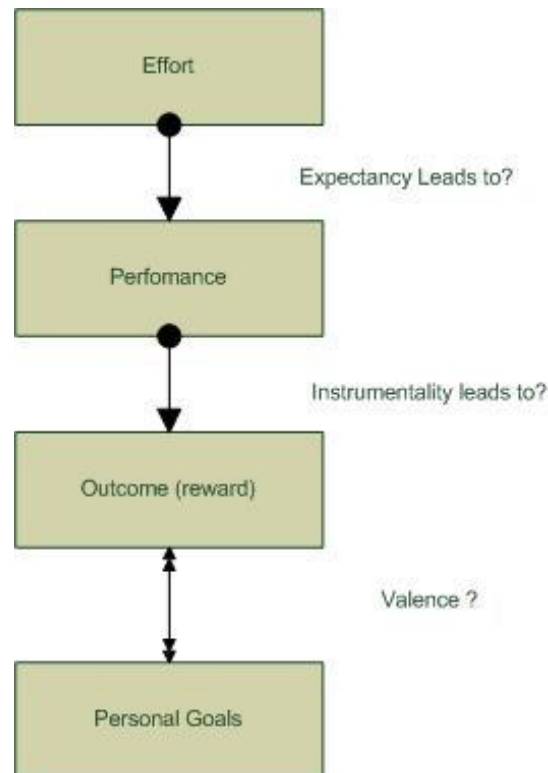 Effort
Expectancy Leads to?
Perfomance
Instrumentality leads to?
Outcome (reward)
Valence ?
Personal Goals